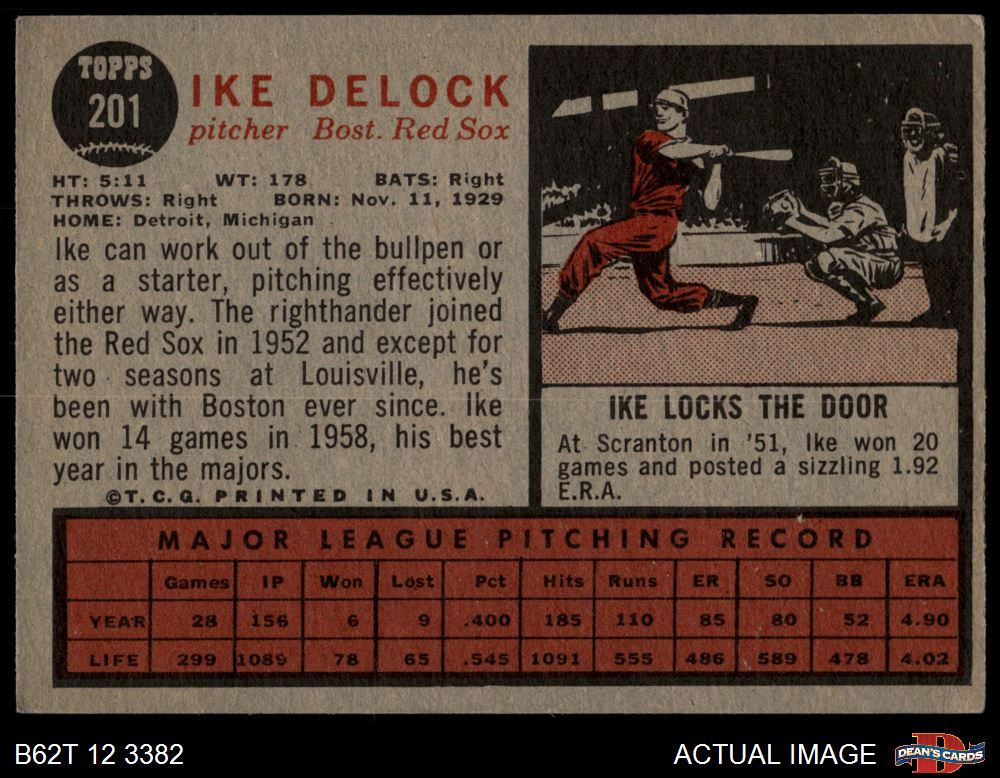 TOPPS
201
IKE DELOCK
pitcher Bost. Red Sox
HT: 5:11 WT: 178 BATS: Right
THROWS: Right BORN: Nov. 11, 1929
HOME: Detroit, Michigan
Ike can work out of the bullpen or
as a starter, pitching effectively
either way. The righthander joined
the Red Sox in 1952 and except for
two seasons at Louisville, he's
been with Boston ever since. Ike
won 14 games in 1958, his best
year in the majors.
©T.C.G. PRINTED IN U.S.A.
IKE LOCKS THE DOOR
At Scranton in '51, Ike won 20
games and posted a sizzling 1.92
E.R.A.
MAJOR LEAGUE PITCHING RECORD
Games IP Won Lost Pct Hits Runs ER SO BB ERA
YEAR 28 156 6 9 .400 185 110 85 80 52 4.90
LIFE 299 1089 78 65 .545 1091 555 486 589 478 4.02
B62T 12 3382
ACTUAL IMAGE
D
DEAN'S CARDS